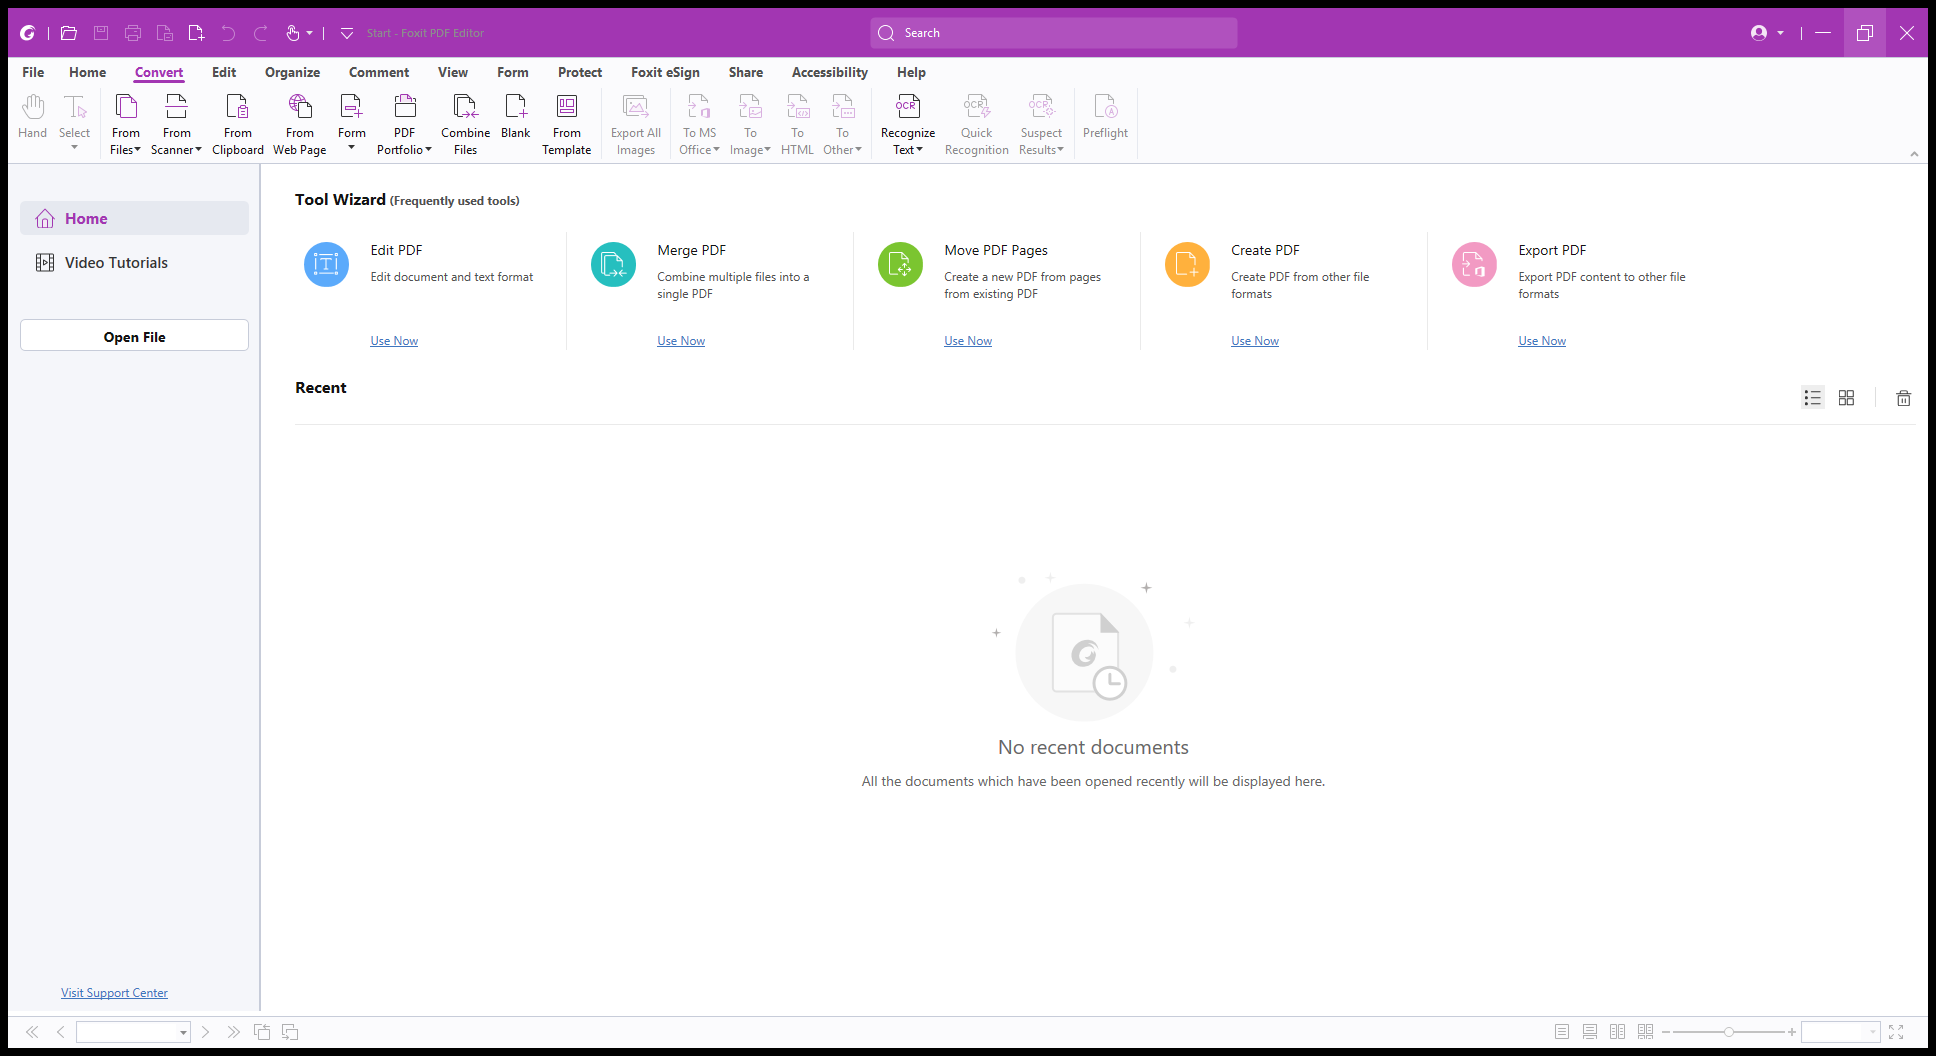 Start - Foxit PDF Editor
Search
File Home Convert Edit Organize Comment View Form Protect Foxit eSign Share Accessibility Help
Hand
Select
From
Files
From
Scanner
From
Clipboard
From
Web Page
Form
PDF
Portfolio
Combine
Files
Blank
From
Template
Export All
Images
To MS
Office
To
Image
To
HTML
To
Other
OCR
Recognize
Text
OCR
Quick
Recognition
OCR
Suspect
Results
Preflight
Home
Video Tutorials
Open File
Visit Support Center
Tool Wizard (Frequently used tools)
Edit PDF
Edit document and text format
Use Now
Merge PDF
Combine multiple files into a
single PDF
Use Now
Move PDF Pages
Create a new PDF from pages
from existing PDF
Use Now
Create PDF
Create PDF from other file
formats
Use Now
Export PDF
Export PDF content to other file
formats
Use Now
Recent
No recent documents
All the documents which have been opened recently will be displayed here.